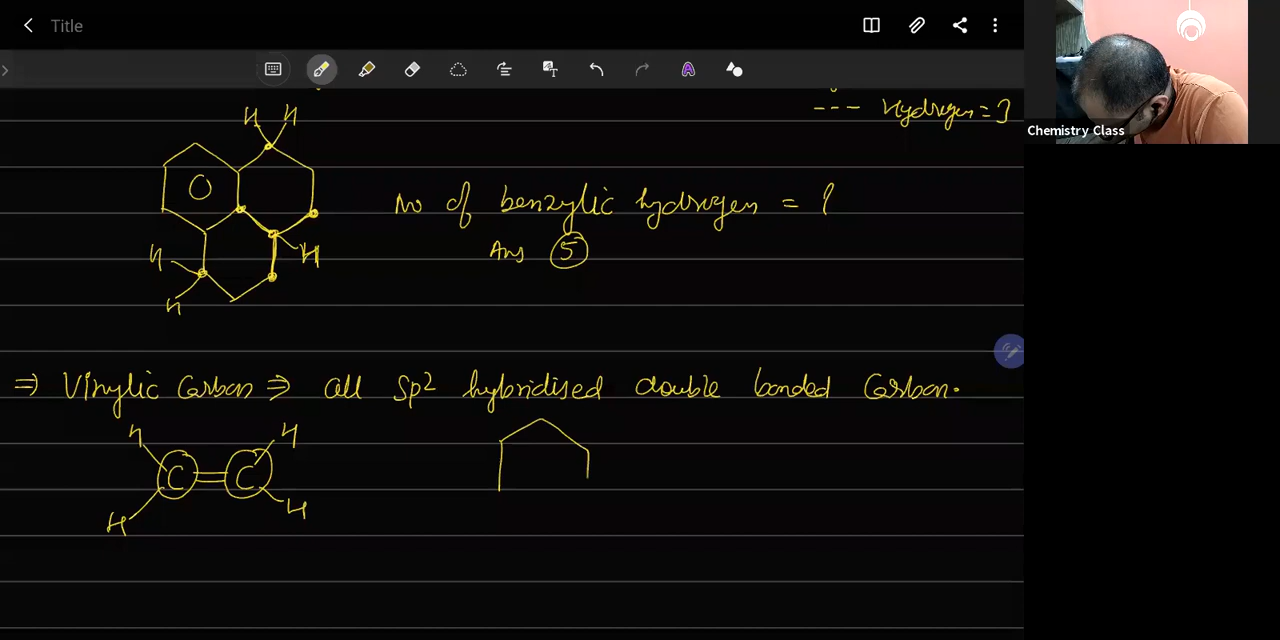 Title
--- Hydrogen = ?
Chemistry Class
H H
No of benzylic hydrogen = ?
H
H
Ans 5
H
⇒ Vinylic Carbon ⇒ all Sp2 hybridised double bonded Carbon.
H H
C = C
H H